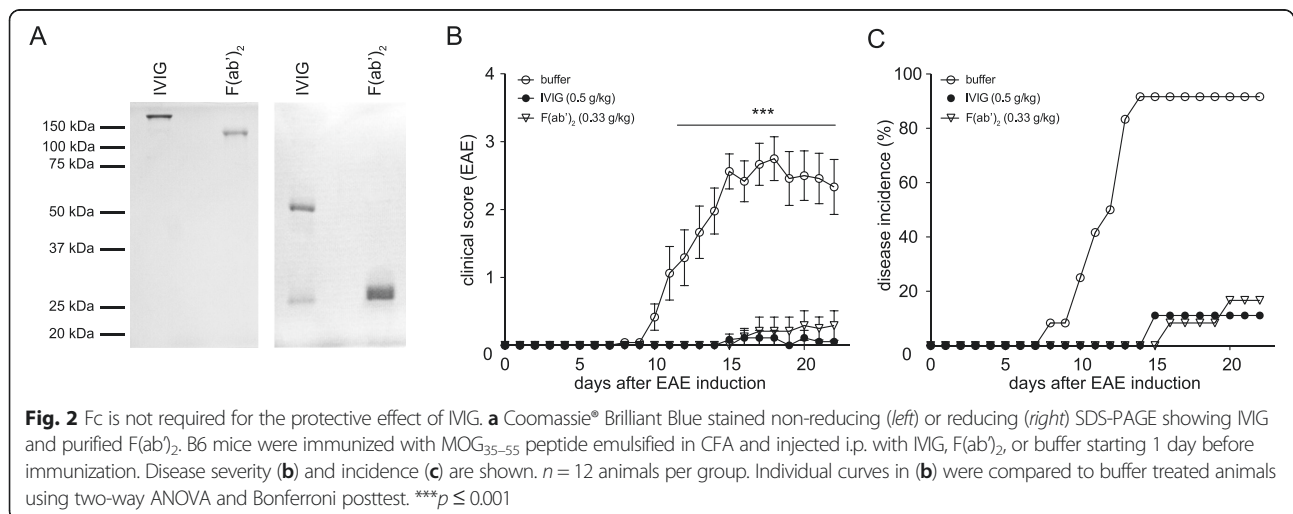 A
IVIG
F(ab')₂
IVIG
F(ab')₂
150 kDa
100 kDa
75 kDa
50 kDa
37 kDa
25 kDa
20 kDa
B
buffer
IVIG (0.5 g/kg)
F(ab')₂ (0.33 g/kg)
***
clinical score (EAE)
4
3
2
1
0
0 5 10 15 20
days after EAE induction
C
buffer
IVIG (0.5 g/kg)
F(ab')₂ (0.33 g/kg)
disease incidence (%)
100
80
60
40
20
0
0 5 10 15 20
days after EAE induction
Fig. 2 Fc is not required for the protective effect of IVIG. a Coomassie® Brilliant Blue stained non-reducing (left) or reducing (right) SDS-PAGE showing IVIG
and purified F(ab')₂. B6 mice were immunized with MOG₃₅₋₅₅ peptide emulsified in CFA and injected i.p. with IVIG, F(ab')₂, or buffer starting 1 day before
immunization. Disease severity (b) and incidence (c) are shown. n = 12 animals per group. Individual curves in (b) were compared to buffer treated animals
using two-way ANOVA and Bonferroni posttest. ***p ≤ 0.001